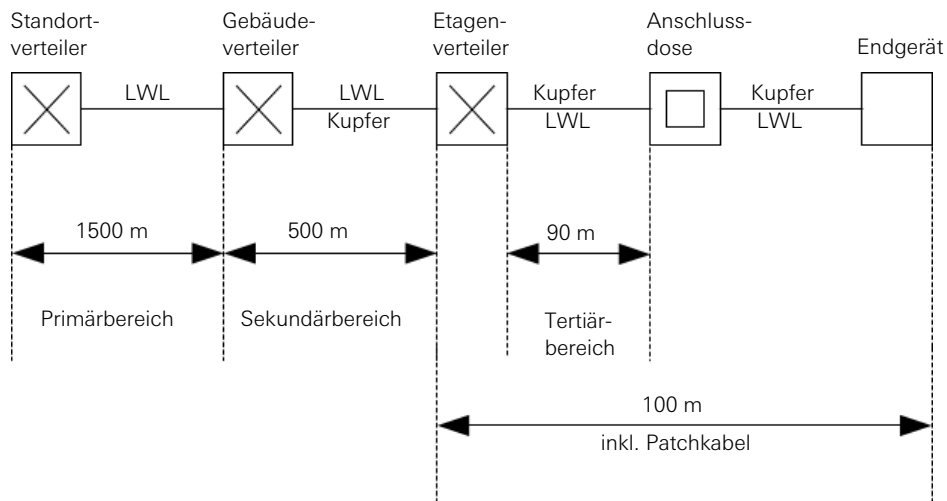 Standort-
verteiler
Gebäude-
verteiler
Etagen-
verteiler
Anschluss-
dose
Endgerät
LWL
LWL
Kupfer
Kupfer
LWL
Kupfer
LWL
1500 m
500 m
90 m
Primärbereich
Sekundärbereich
Tertiär-
bereich
100 m
inkl. Patchkabel